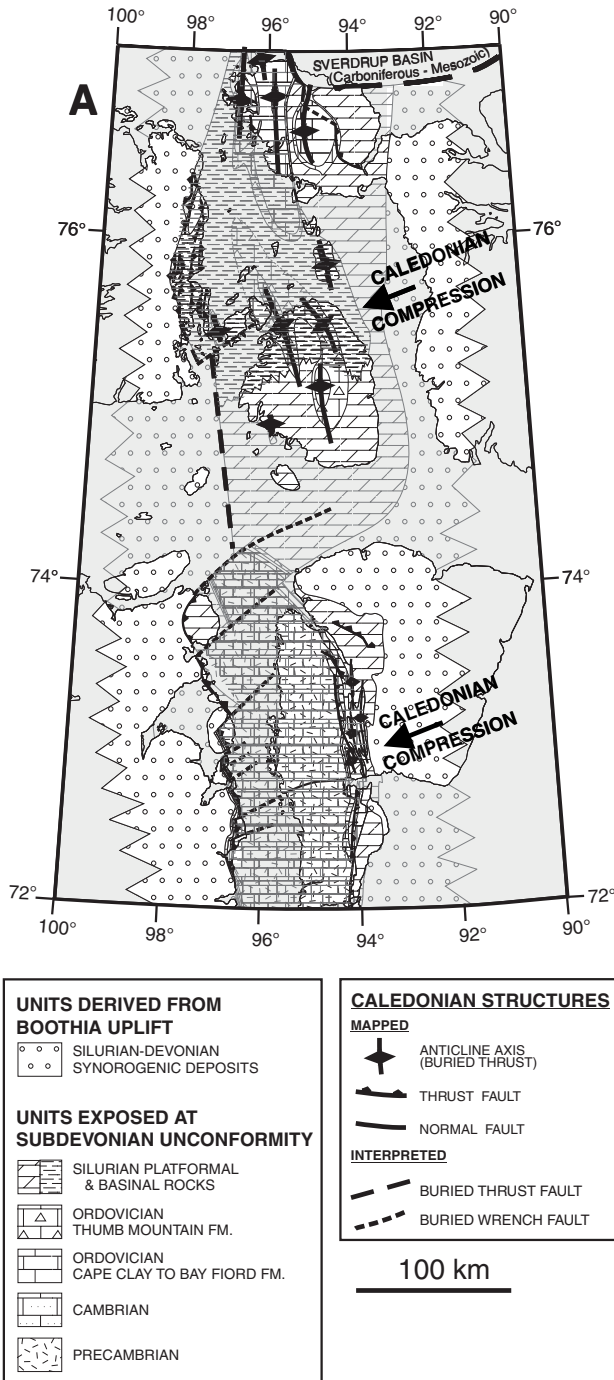 98° 96° 94° 92°
100° 90°
SVERDRUP BASIN
(Carboniferous - Mesozoic)
A
76° 76°
CALEDONIAN
COMPRESSION
74° 74°
CALEDONIAN
COMPRESSION
72° 72°
100° 98° 96° 94° 92° 90°
UNITS DERIVED FROM
BOOTHIA UPLIFT
SILURIAN-DEVONIAN
SYNOROGENIC DEPOSITS
UNITS EXPOSED AT
SUBDEVONIAN UNCONFORMITY
SILURIAN PLATFORMAL
& BASINAL ROCKS
ORDOVICIAN
THUMB MOUNTAIN FM.
ORDOVICIAN
CAPE CLAY TO BAY FIORD FM.
CAMBRIAN
PRECAMBRIAN
CALEDONIAN STRUCTURES
MAPPED
ANTICLINE AXIS
(BURIED THRUST)
THRUST FAULT
NORMAL FAULT
INTERPRETED
BURIED THRUST FAULT
BURIED WRENCH FAULT
100 km